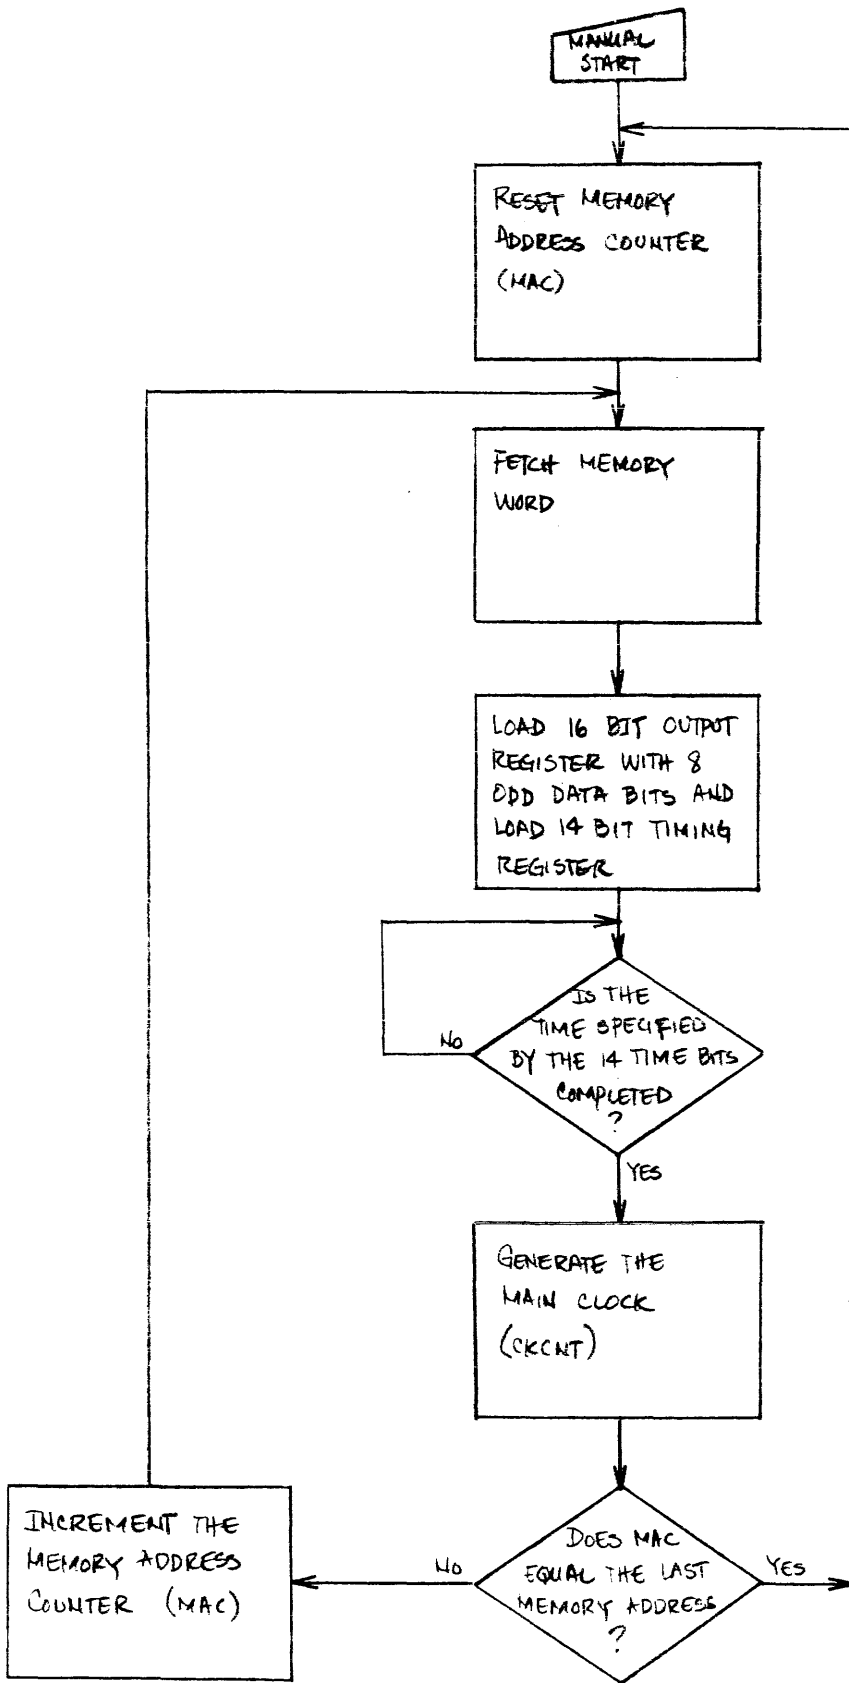 MANUAL
START
RESET MEMORY
ADDRESS COUNTER
(MAC)
FETCH MEMORY
WORD
LOAD 16 BIT OUTPUT
REGISTER WITH 8
ODD DATA BITS AND
LOAD 14 BIT TIMING
REGISTER
IS THE
TIME SPECIFIED
BY THE 14 TIME BITS
COMPLETED
?
NO
YES
GENERATE THE
MAIN CLOCK
(CKCNT)
DOES MAC
EQUAL THE LAST
MEMORY ADDRESS
?
NO
YES
INCREMENT THE
MEMORY ADDRESS
COUNTER (MAC)